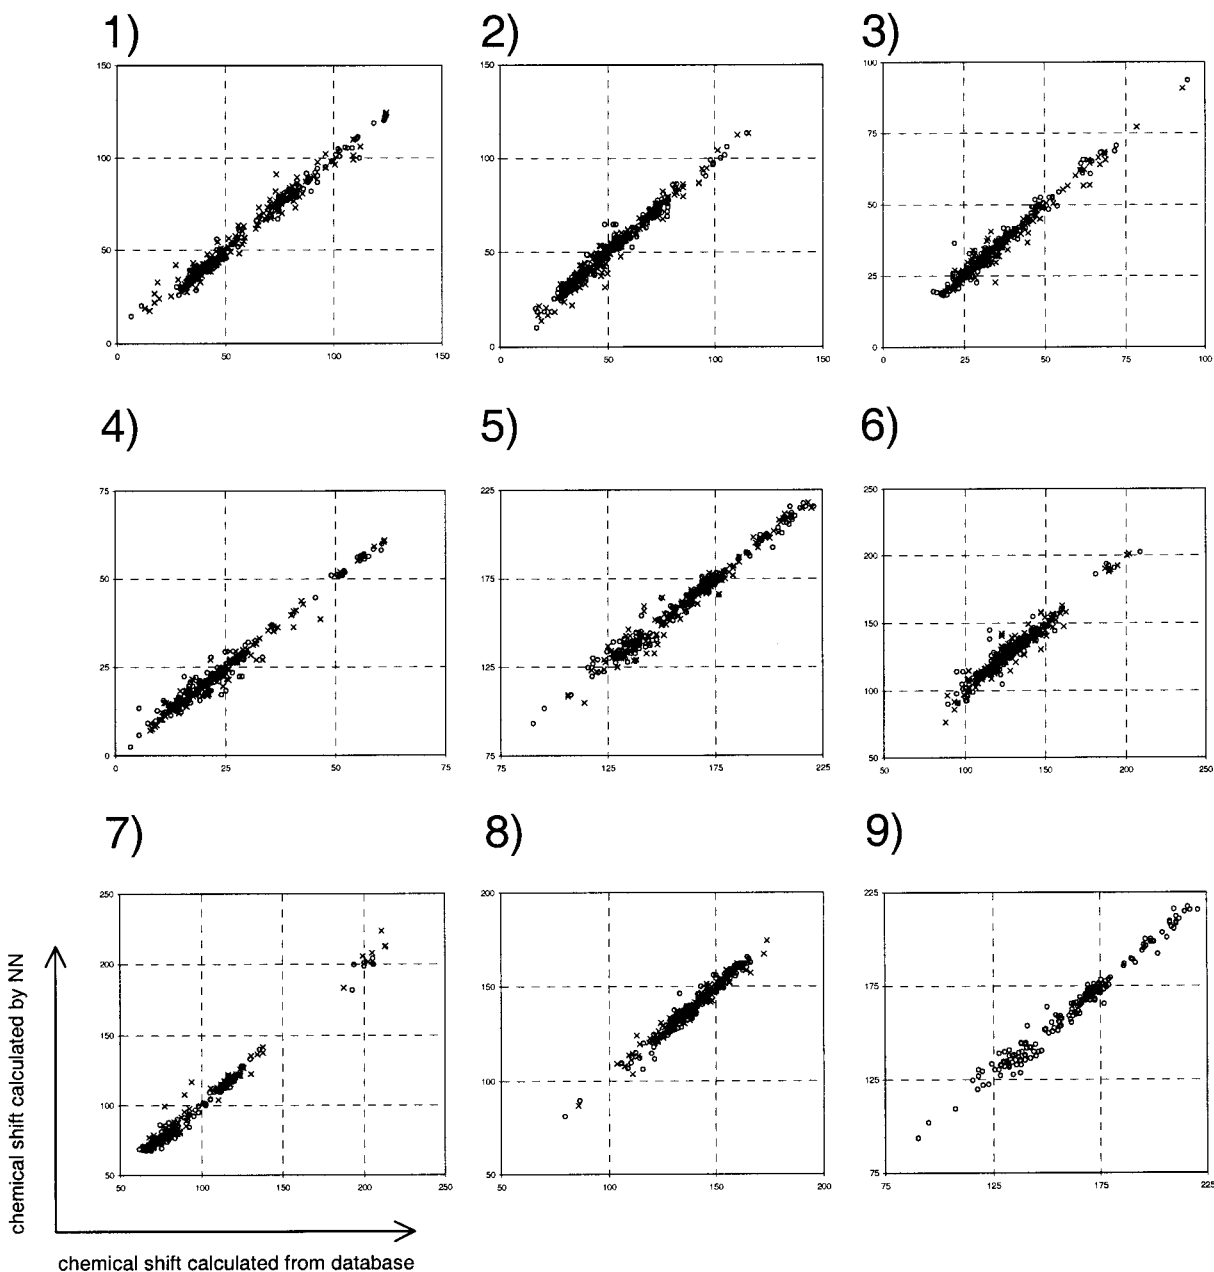 1) 2) 3)
150 150 100
100 100 75
50 50 50
25
0 0 0
0 50 100 150 0 50 100 150 0 25 50 75 100
4) 5) 6)
75 225 250
50 175 200
150
25 125 100
0 75 50
0 25 50 75 75 125 175 225 50 100 150 200 250
7) 8) 9)
250 200 225
200 150 175
150
100 100 125
50 50 75
50 100 150 200 250 50 100 150 200 75 125 175 225
chemical shift calculated by NN
chemical shift calculated from database